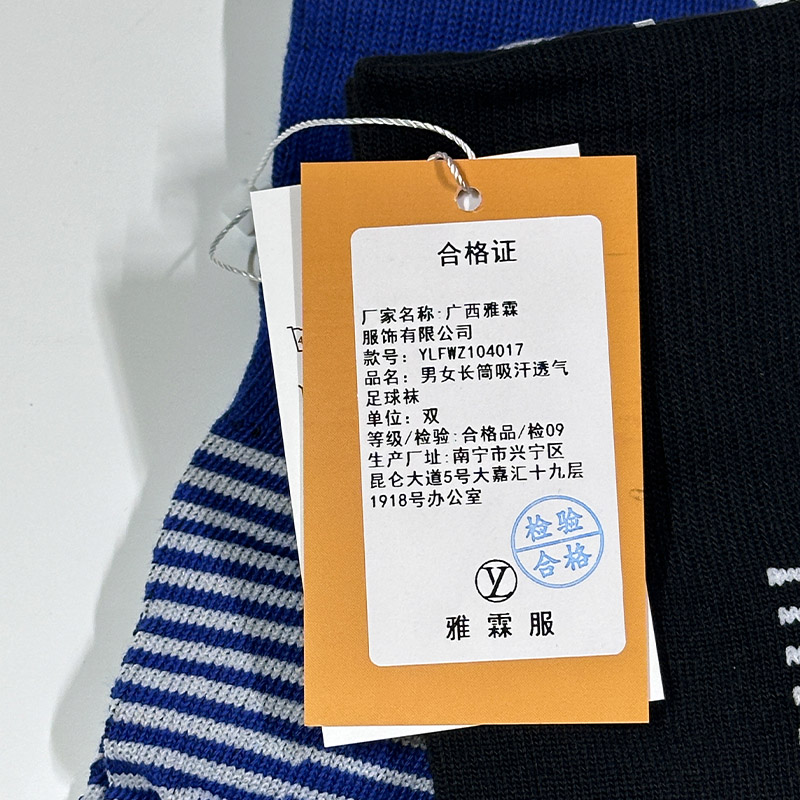 合格证
厂家名称:广西雅霖
服饰有限公司
款号：YLFWZ104017
品名：男女长筒吸汗透气
足球袜
单位：双
等级/检验:合格品/检09
生产厂址:南宁市兴宁区
昆仑大道5号大嘉汇十九层
1918号办公室
检验
合格
Y
雅霖服